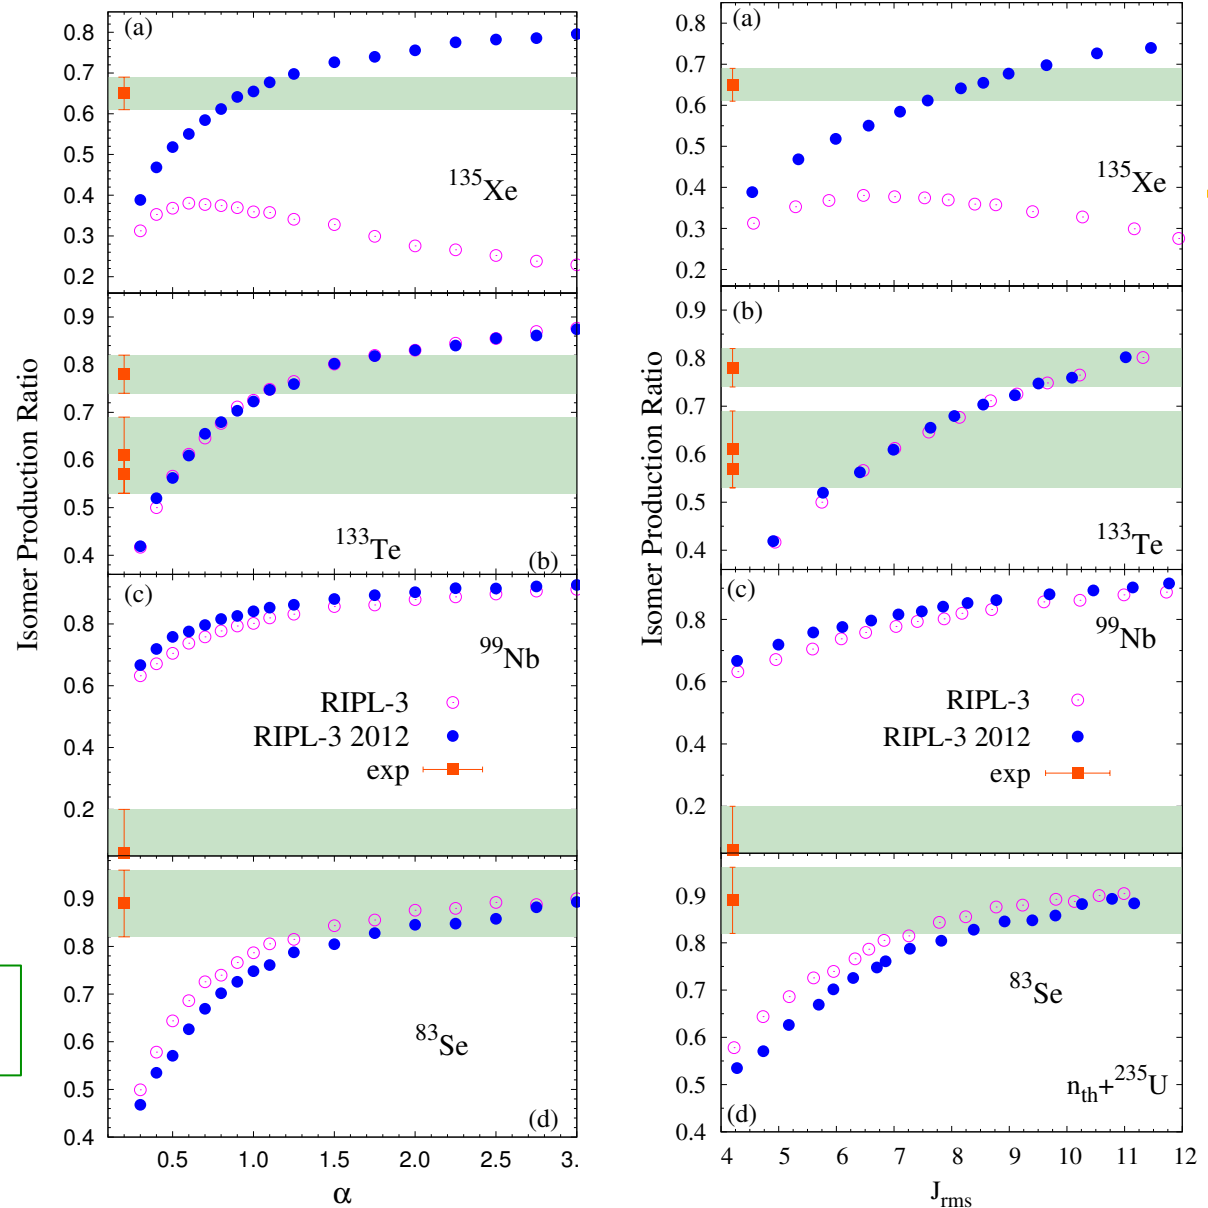 (a)
0.8
0.7
0.6
0.5
0.4
0.3
0.2
¹³⁵Xe
0.9
0.8
0.7
0.6
0.5
0.4
¹³³Te
(b)
Isomer Production Ratio
(c)
0.8
0.6
0.4
0.2
⁹⁹Nb
RIPL-3
RIPL-3 2012
exp
0.9
0.8
0.7
0.6
0.5
0.4
⁸³Se
(d)
0.5 1.0 1.5 2.0 2.5 3.
α
(a)
0.8
0.7
0.6
0.5
0.4
0.3
0.2
¹³⁵Xe
(b)
0.9
0.8
0.7
0.6
0.5
0.4
¹³³Te
Isomer Production Ratio
(c)
0.8
0.6
0.4
0.2
⁹⁹Nb
RIPL-3
RIPL-3 2012
exp
0.9
0.8
0.7
0.6
0.5
0.4
⁸³Se
n_th+²³⁵U
(d)
4 5 6 7 8 9 10 11 12
J_rms